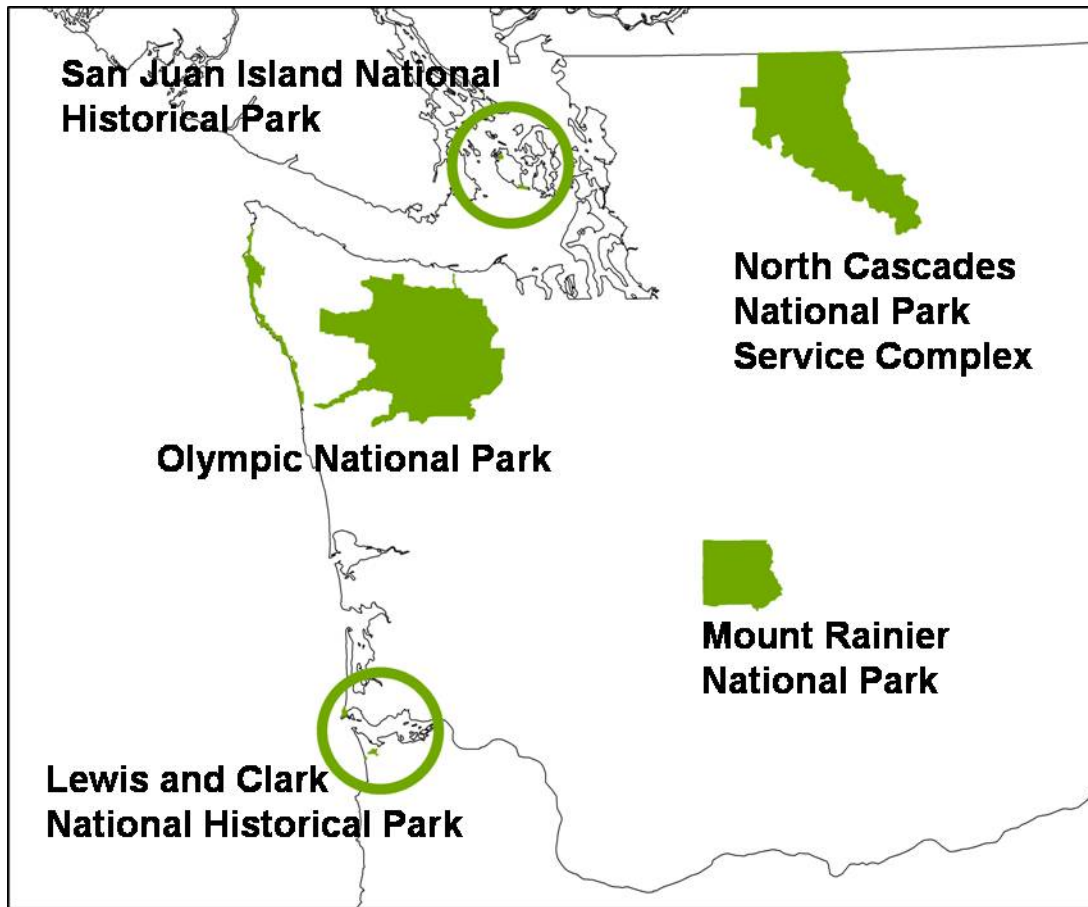 San Juan Island National
Historical Park
North Cascades
National Park
Service Complex
Olympic National Park
Mount Rainier
National Park
Lewis and Clark
National Historical Park